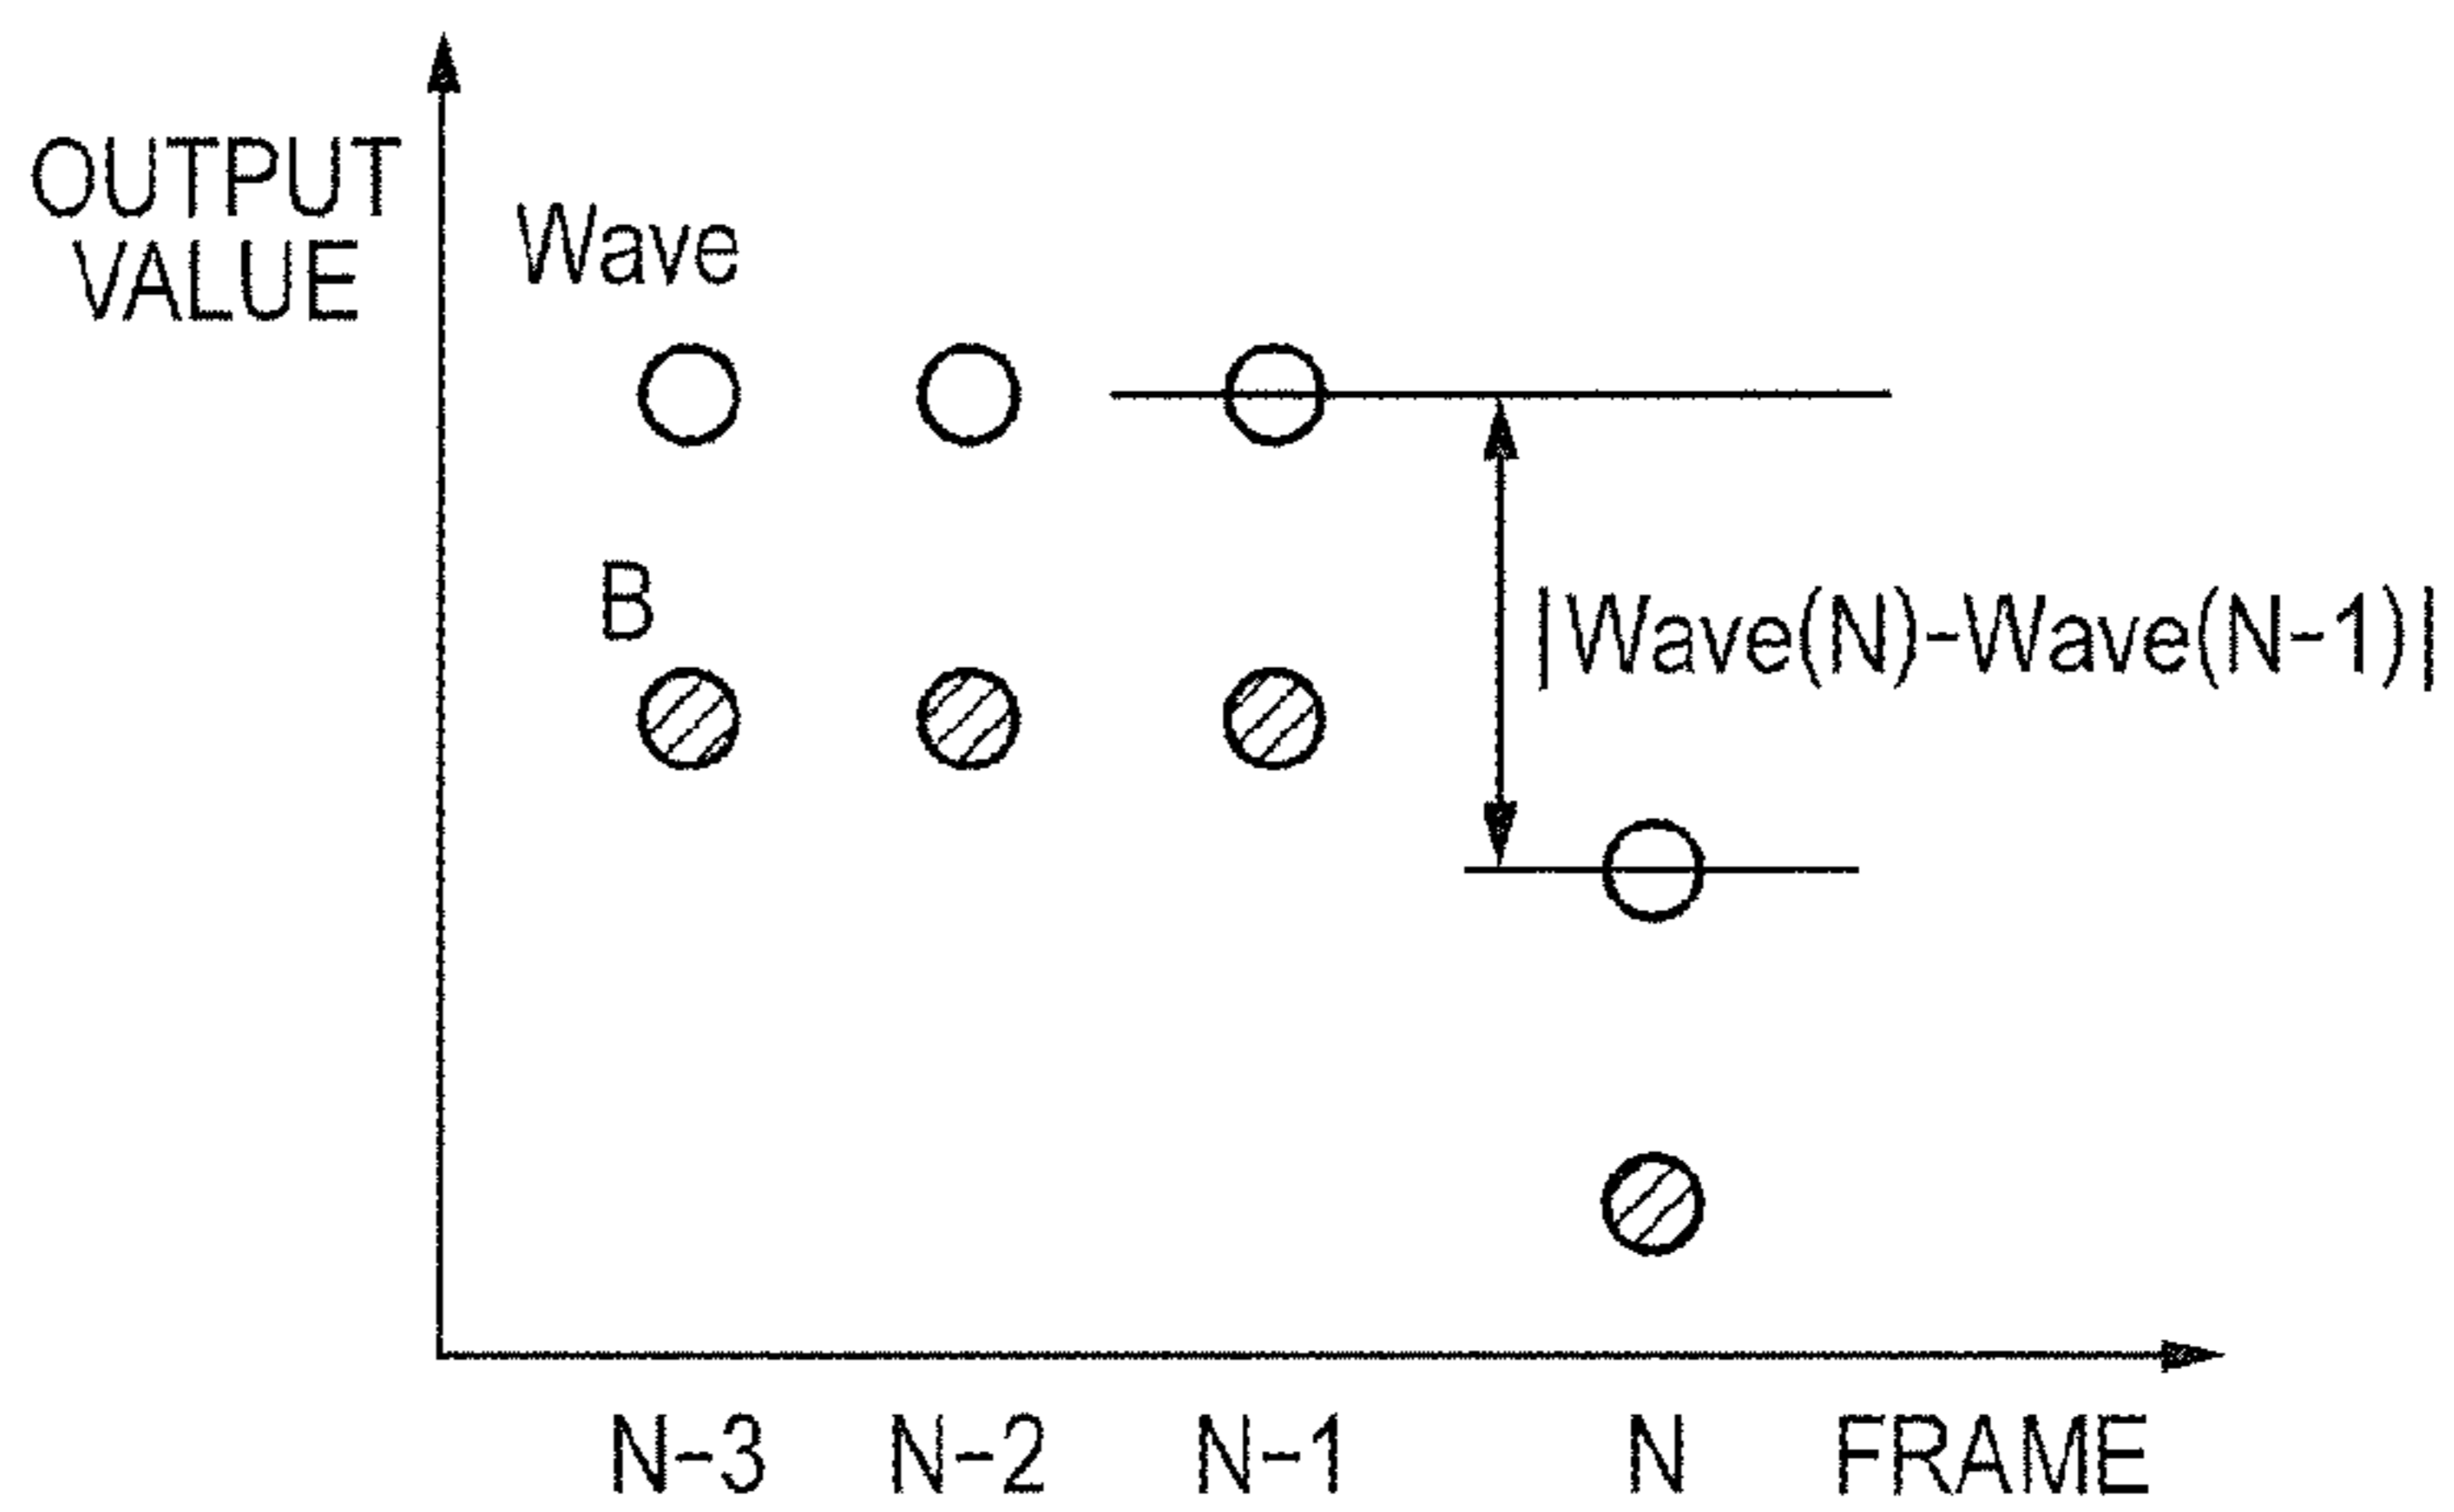 OUTPUT
VALUE
Wave
B
|Wave(N)-Wave(N-1)|
N-3 N-2 N-1 N FRAME